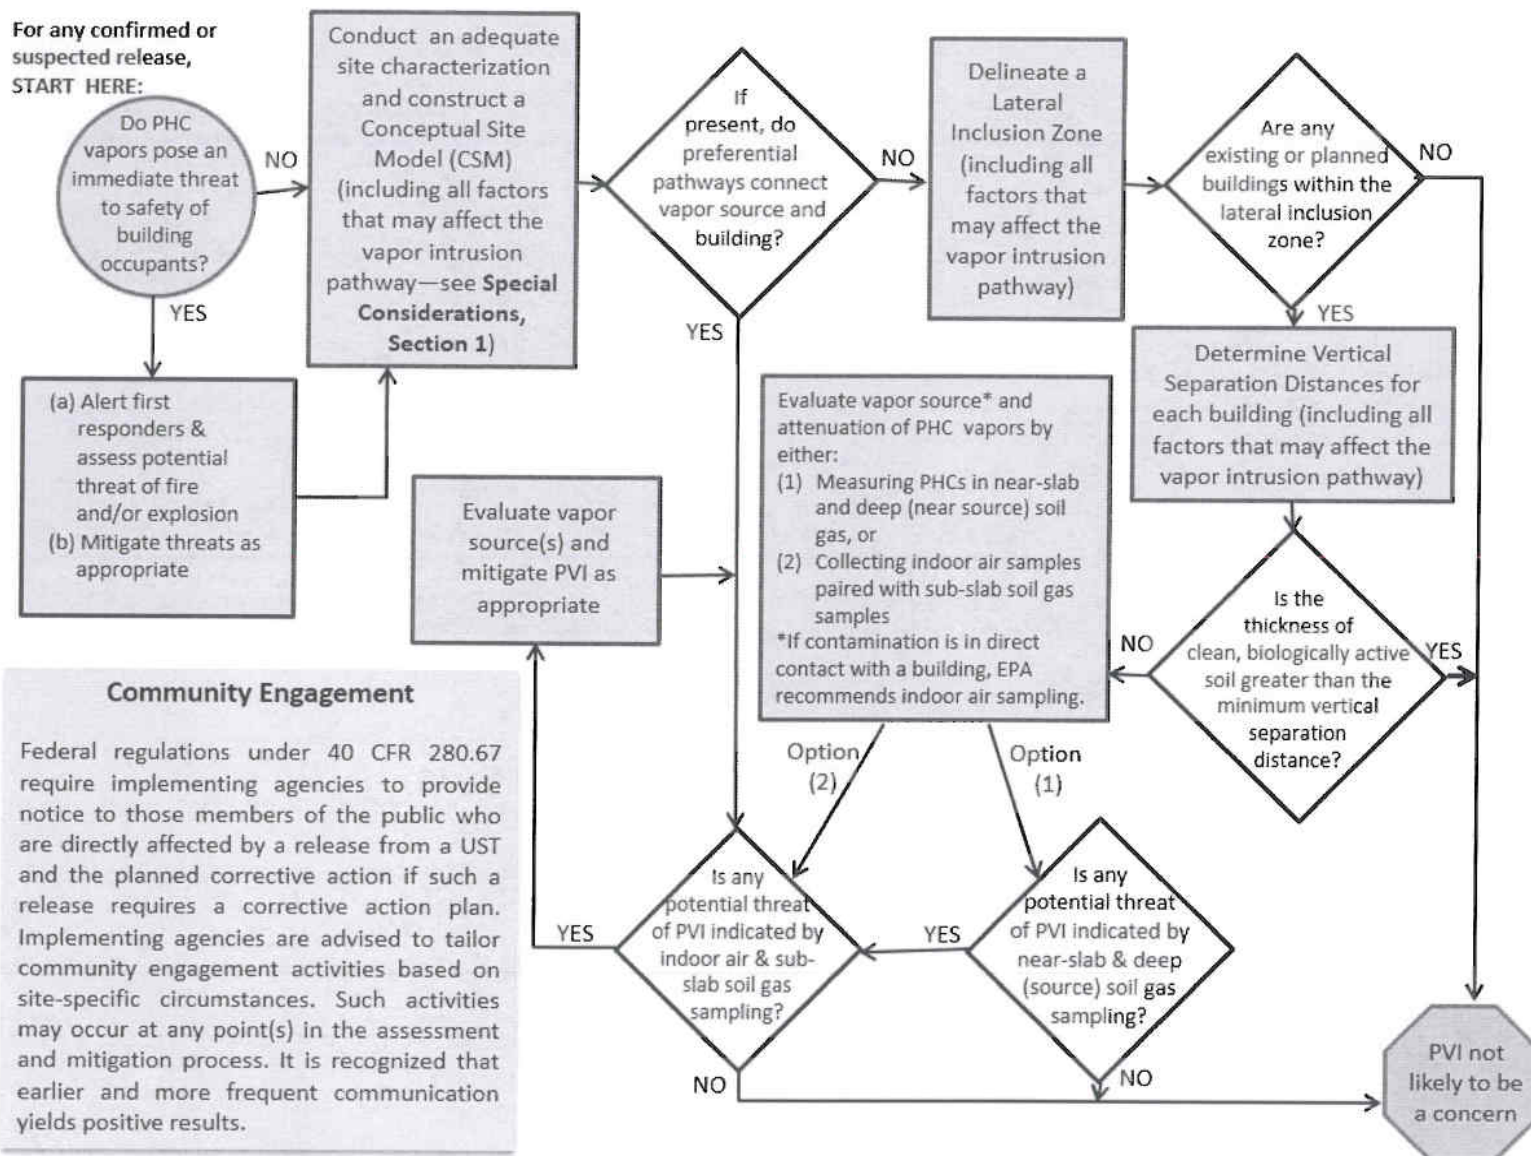 For any confirmed or
suspected release,
START HERE:
Do PHC
vapors pose an
immediate threat
to safety of
building
occupants?
NO
YES
(a) Alert first
responders &
assess potential
threat of fire
and/or explosion
(b) Mitigate threats as
appropriate
Conduct an adequate
site characterization
and construct a
Conceptual Site
Model (CSM)
(including all factors
that may affect the
vapor intrusion
pathway—see Special
Considerations,
Section 1)
If
present, do
preferential
pathways connect
vapor source and
building?
NO
YES
Delineate a
Lateral
Inclusion Zone
(including all
factors that
may affect the
vapor intrusion
pathway)
Are any
existing or planned
buildings within the
lateral inclusion
zone?
NO
YES
Determine Vertical
Separation Distances for
each building (including all
factors that may affect the
vapor intrusion pathway)
Is the
thickness of
clean, biologically active
soil greater than the
minimum vertical
separation
distance?
NO
YES
Evaluate vapor source* and
attenuation of PHC vapors by
either:
(1) Measuring PHCs in near-slab
and deep (near source) soil
gas, or
(2) Collecting indoor air samples
paired with sub-slab soil gas
samples
*If contamination is in direct
contact with a building, EPA
recommends indoor air sampling.
Option
(2)
Option
(1)
Evaluate vapor
source(s) and
mitigate PVI as
appropriate
Is any
potential threat
of PVI indicated by
indoor air & sub-
slab soil gas
sampling?
YES
NO
Is any
potential threat
of PVI indicated by
near-slab & deep
(source) soil gas
sampling?
YES
NO
PVI not
likely to be
a concern
Community Engagement
Federal regulations under 40 CFR 280.67
require implementing agencies to provide
notice to those members of the public who
are directly affected by a release from a UST
and the planned corrective action if such a
release requires a corrective action plan.
Implementing agencies are advised to tailor
community engagement activities based on
site-specific circumstances. Such activities
may occur at any point(s) in the assessment
and mitigation process. It is recognized that
earlier and more frequent communication
yields positive results.